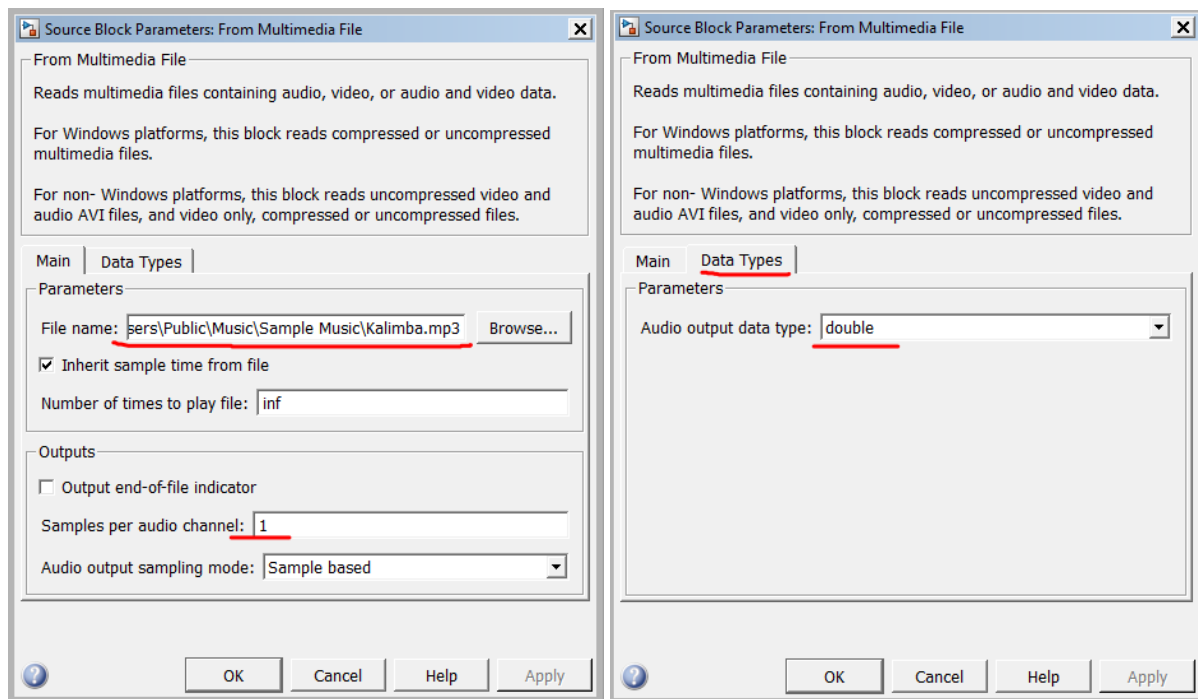 Source Block Parameters: From Multimedia File
From Multimedia File
Reads multimedia files containing audio, video, or audio and video data.
For Windows platforms, this block reads compressed or uncompressed
multimedia files.
For non- Windows platforms, this block reads uncompressed video and
audio AVI files, and video only, compressed or uncompressed files.
Main
Data Types
Parameters
File name: sers\Public\Music\Sample Music\Kalimba.mp3 Browse...
Inherit sample time from file
Number of times to play file: inf
Outputs
Output end-of-file indicator
Samples per audio channel: 1
Audio output sampling mode: Sample based
OK Cancel Help Apply
Source Block Parameters: From Multimedia File
From Multimedia File
Reads multimedia files containing audio, video, or audio and video data.
For Windows platforms, this block reads compressed or uncompressed
multimedia files.
For non- Windows platforms, this block reads uncompressed video and
audio AVI files, and video only, compressed or uncompressed files.
Main
Data Types
Parameters
Audio output data type: double
OK Cancel Help Apply